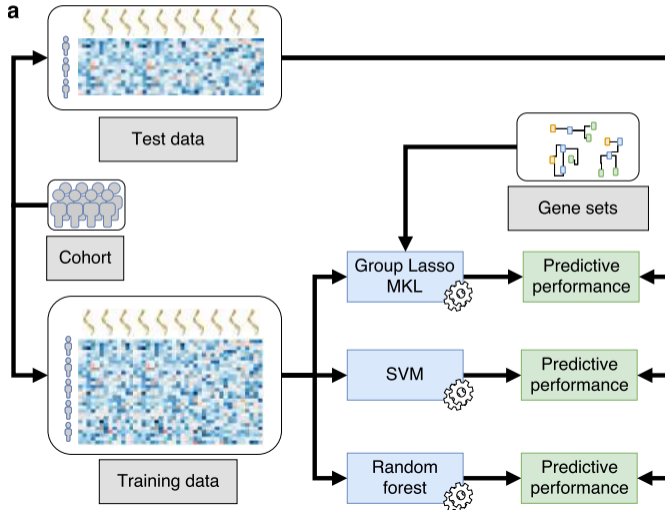 a
Test data
Cohort
Gene sets
Group Lasso
MKL
Predictive
performance
SVM
Predictive
performance
Training data
Random
forest
Predictive
performance